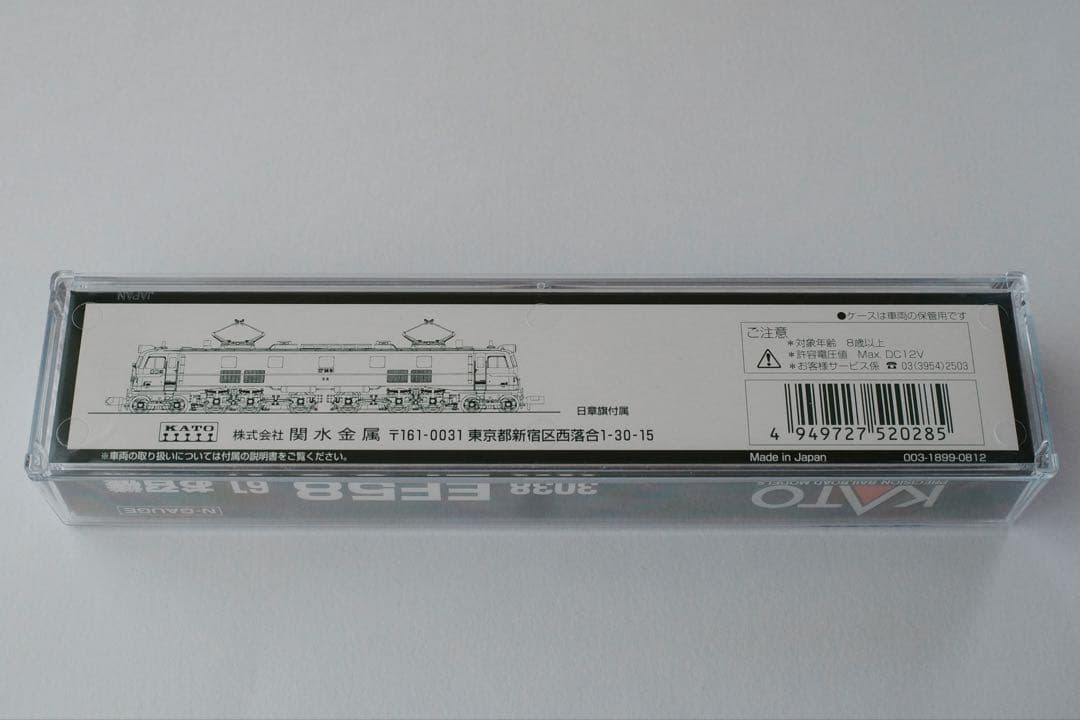 JAPAN
●ケースは車両の保管用です
ご注意
*対象年齢 8歳以上
*許容電圧値 Max. DC12V
*お客様サービス係 ☎ 03(3954)2503
日章旗付属
KATO
株式会社 関水金属 〒161-0031 東京都新宿区西落合1-30-15
4 949727 520285
※車両の取り扱いについては付属の説明書をご覧ください。
Made in Japan
003-1899-0812
KATO
PRECISION RAILROAD MODELS
3038 EF58 61 お召機
[N-GAUGE]